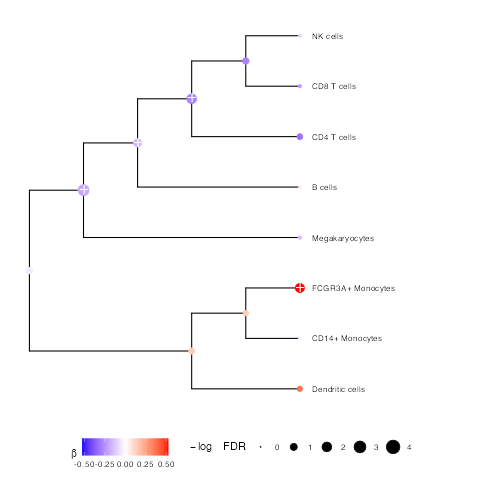 NK cells
CD8 T cells
CD4 T cells
B cells
Megakaryocytes
FCGR3A+ Monocytes
CD14+ Monocytes
Dendritic cells
β
-0.50 -0.25 0.00 0.25 0.50
−log FDR 0 1 2 3 4